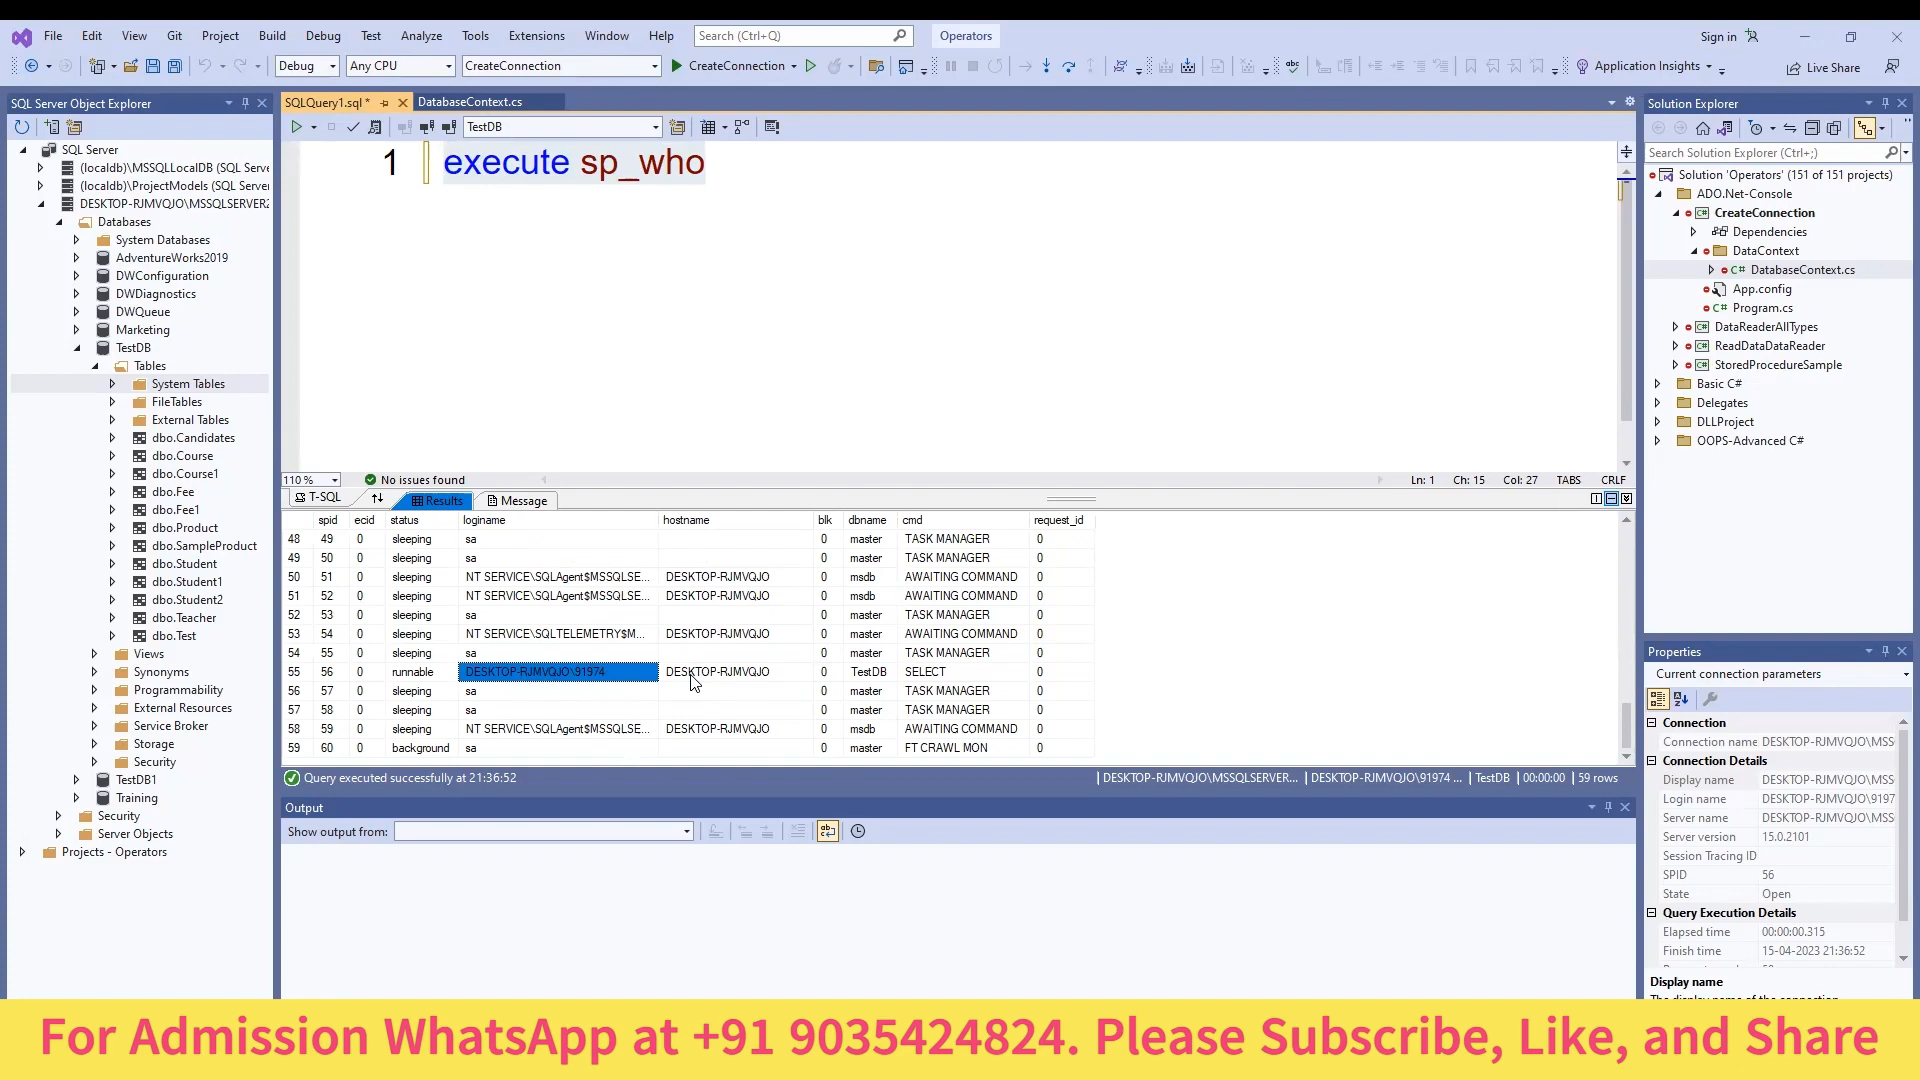 File Edit View Git Project Build Debug Test Analyze Tools Extensions Window Help Search (Ctrl+Q) Operators Sign in
Debug Any CPU CreateConnection CreateConnection Application Insights Live Share
SQL Server Object Explorer
SQL Server
(localdb)\MSSQLLocalDB (SQL Serve
(localdb)\ProjectModels (SQL Server
DESKTOP-RJMVQJO\MSSQLSERVER2
Databases
System Databases
AdventureWorks2019
DWConfiguration
DWDiagnostics
DWQueue
Marketing
TestDB
Tables
System Tables
FileTables
External Tables
dbo.Candidates
dbo.Course
dbo.Course1
dbo.Fee
dbo.Fee1
dbo.Product
dbo.SampleProduct
dbo.Student
dbo.Student1
dbo.Student2
dbo.Teacher
dbo.Test
Views
Synonyms
Programmability
External Resources
Service Broker
Storage
Security
TestDB1
Training
Security
Server Objects
Projects - Operators
SQLQuery1.sql * DatabaseContext.cs
TestDB
1 execute sp_who
110 % No issues found Ln: 1 Ch: 15 Col: 27 TABS CRLF
T-SQL Results Message
spid ecid status loginame hostname blk dbname cmd request_id
48 49 0 sleeping sa 0 master TASK MANAGER 0
49 50 0 sleeping sa 0 master TASK MANAGER 0
50 51 0 sleeping NT SERVICE\SQLAgent$MSSQLSE... DESKTOP-RJMVQJO 0 msdb AWAITING COMMAND 0
51 52 0 sleeping NT SERVICE\SQLAgent$MSSQLSE... DESKTOP-RJMVQJO 0 msdb AWAITING COMMAND 0
52 53 0 sleeping sa 0 master TASK MANAGER 0
53 54 0 sleeping NT SERVICE\SQLTELEMETRY$M... DESKTOP-RJMVQJO 0 master AWAITING COMMAND 0
54 55 0 sleeping sa 0 master TASK MANAGER 0
55 56 0 runnable DESKTOP-RJMVQJO\91974 DESKTOP-RJMVQJO 0 TestDB SELECT 0
56 57 0 sleeping sa 0 master TASK MANAGER 0
57 58 0 sleeping sa 0 master TASK MANAGER 0
58 59 0 sleeping NT SERVICE\SQLAgent$MSSQLSE... DESKTOP-RJMVQJO 0 msdb AWAITING COMMAND 0
59 60 0 background sa 0 master FT CRAWL MON 0
Query executed successfully at 21:36:52 | DESKTOP-RJMVQJO\MSSQLSERVER... | DESKTOP-RJMVQJO\91974 ... | TestDB | 00:00:00 | 59 rows
Output
Show output from:
Solution Explorer
Search Solution Explorer (Ctrl+;)
Solution 'Operators' (151 of 151 projects)
ADO.Net-Console
CreateConnection
Dependencies
DataContext
C# DatabaseContext.cs
App.config
C# Program.cs
DataReaderAllTypes
ReadDataDataReader
StoredProcedureSample
Basic C#
Delegates
DLLProject
OOPS-Advanced C#
Properties
Current connection parameters
Connection
Connection name DESKTOP-RJMVQJO\MSS
Connection Details
Display name DESKTOP-RJMVQJO\MSS
Login name DESKTOP-RJMVQJO\9197
Server name DESKTOP-RJMVQJO\MSS
Server version 15.0.2101
Session Tracing ID
SPID 56
State Open
Query Execution Details
Elapsed time 00:00:00.315
Finish time 15-04-2023 21:36:52
Display name
For Admission WhatsApp at +91 9035424824. Please Subscribe, Like, and Share